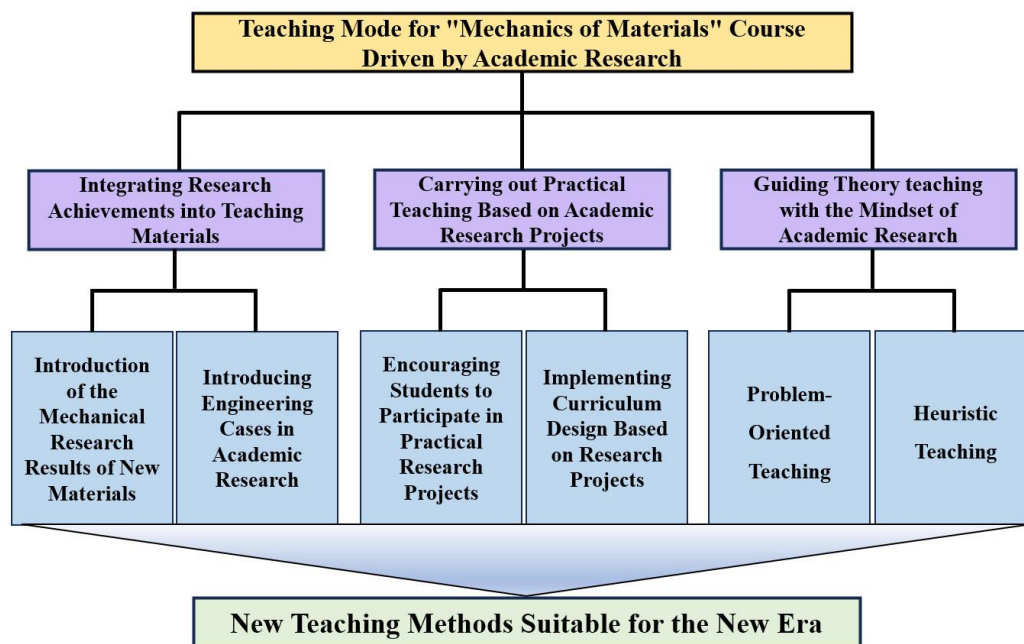 Teaching Mode for "Mechanics of Materials" Course
Driven by Academic Research
Integrating Research
Achievements into Teaching
Materials
Carrying out Practical
Teaching Based on Academic
Research Projects
Guiding Theory teaching
with the Mindset of
Academic Research
Introduction
of the
Mechanical
Research
Results of New
Materials
Introducing
Engineering
Cases in
Academic
Research
Encouraging
Students to
Participate in
Practical
Research
Projects
Implementing
Curriculum
Design Based
on Research
Projects
Problem-
Oriented
Teaching
Heuristic
Teaching
New Teaching Methods Suitable for the New Era